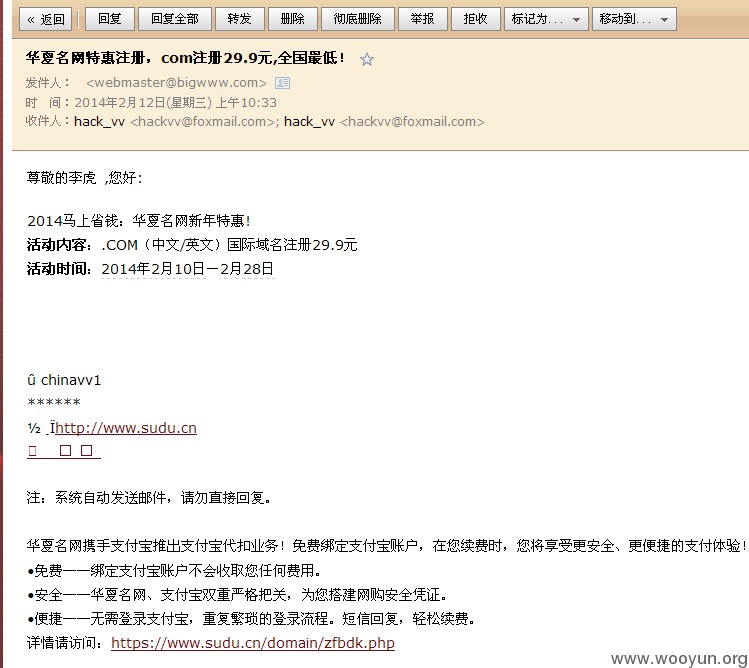 « 返回 回复 回复全部 转发 删除 彻底删除 举报 拒收 标记为... 移动到...
华夏名网特惠注册，com注册29.9元,全国最低！
发件人： <webmaster@bigwww.com>
时　间：2014年2月12日(星期三) 上午10:33
收件人：hack_vv <hackvv@foxmail.com>; hack_vv <hackvv@foxmail.com>
尊敬的李虎 ,您好：
2014马上省钱：华夏名网新年特惠！
活动内容：.COM（中文/英文）国际域名注册29.9元
活动时间：2014年2月10日－2月28日
û chinavv1
******
½ ˍÏhttp://www.sudu.cn
注：系统自动发送邮件，请勿直接回复。
华夏名网携手支付宝推出支付宝代扣业务！免费绑定支付宝账户，在您续费时，您将享受更安全、更便捷的支付体验！
•免费——绑定支付宝账户不会收取您任何费用。
•安全——华夏名网、支付宝双重严格把关，为您搭建网购安全凭证。
•便捷——无需登录支付宝，重复繁琐的登录流程。短信回复，轻松续费。
详情请访问：https://www.sudu.cn/domain/zfbdk.php
www.wooyun.org